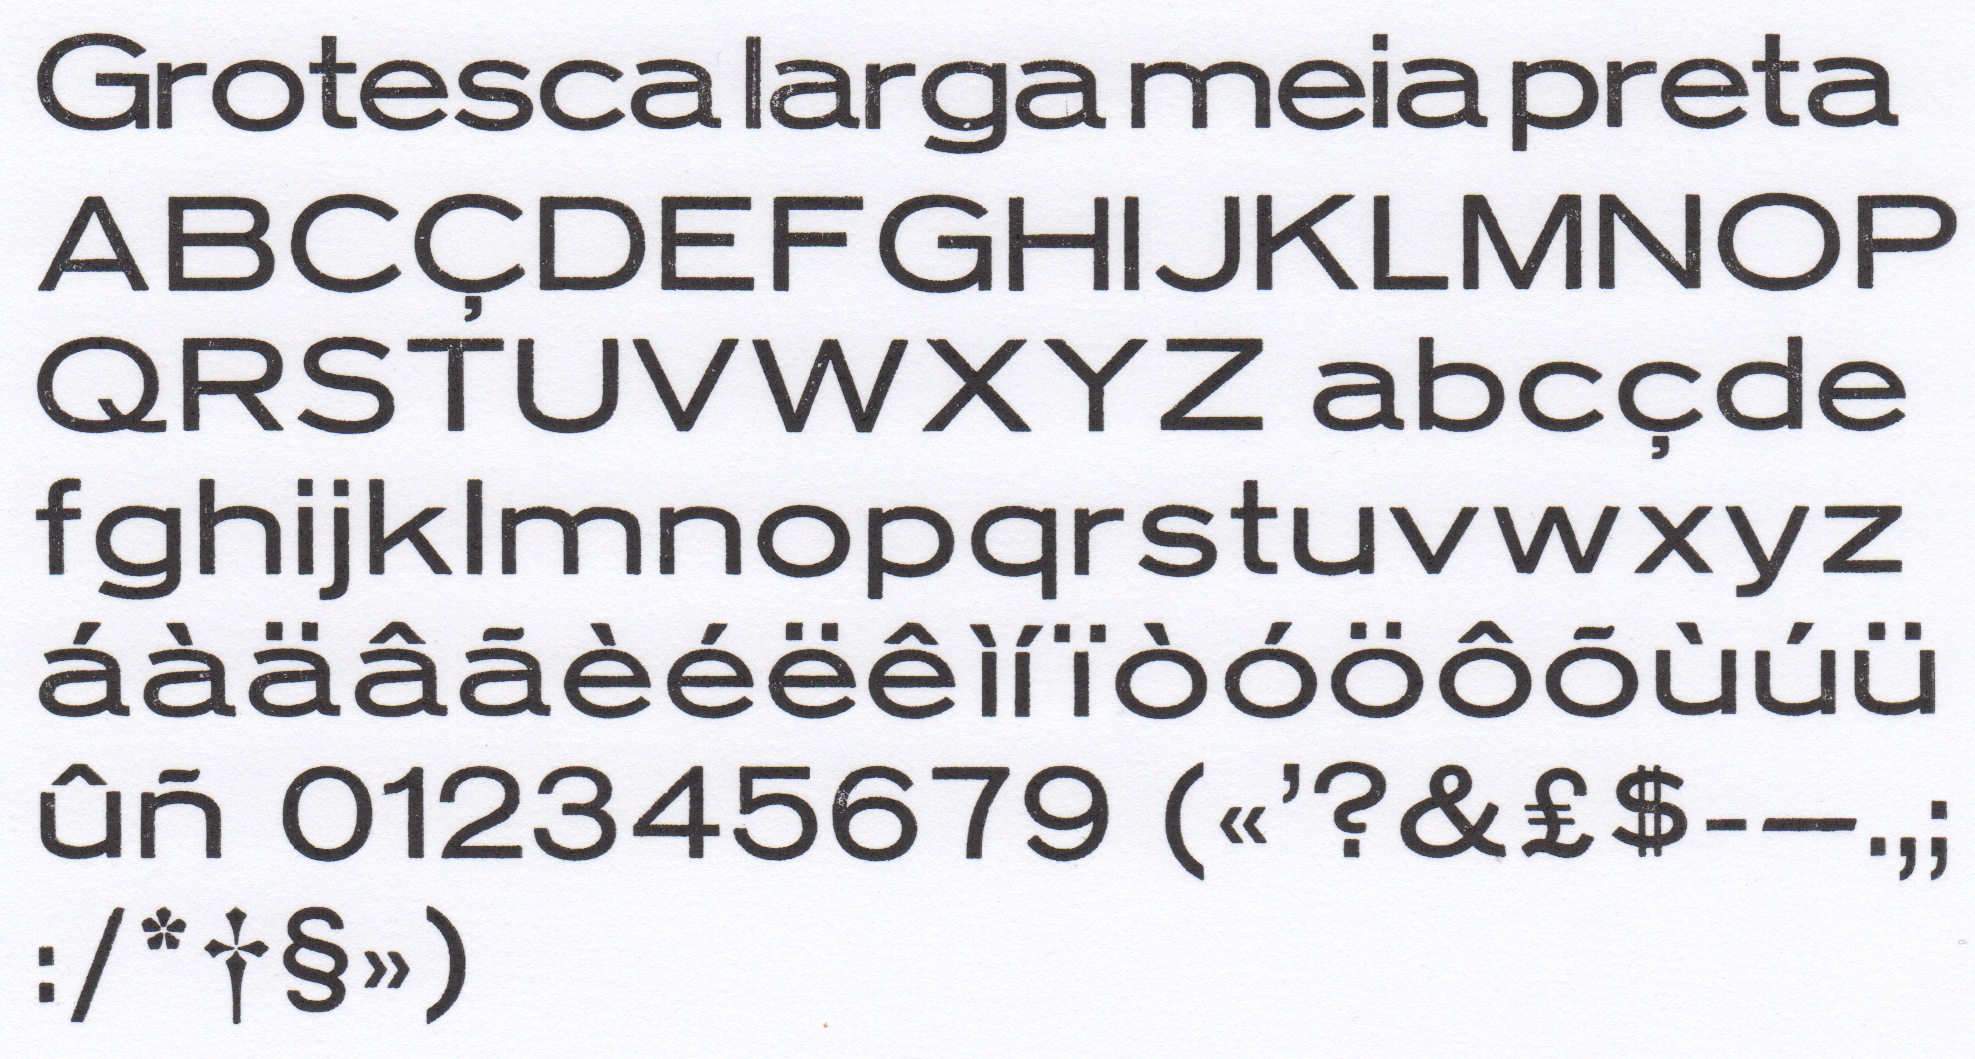 Grotesca larga meia preta
ABCÇDEFGHIJKLMNOP
QRSTUVWXYZ abcçde
fghijklmnopqrstuvwxyz
áàäâãèéëêìíïòóöôõùúü
ûñ 012345679 («’?&£$-—.,;
:/*†§»)